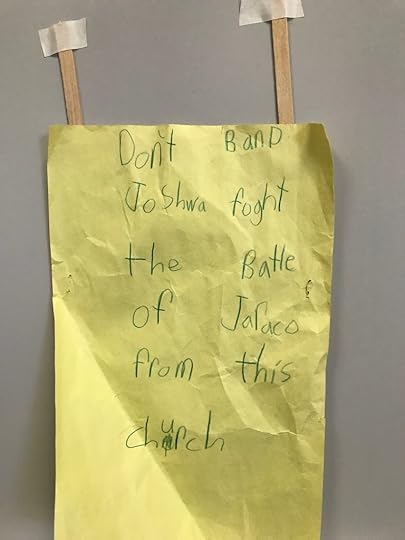 Don't Band
Joshwa foght
the Batle
of Jaraco
from this
church